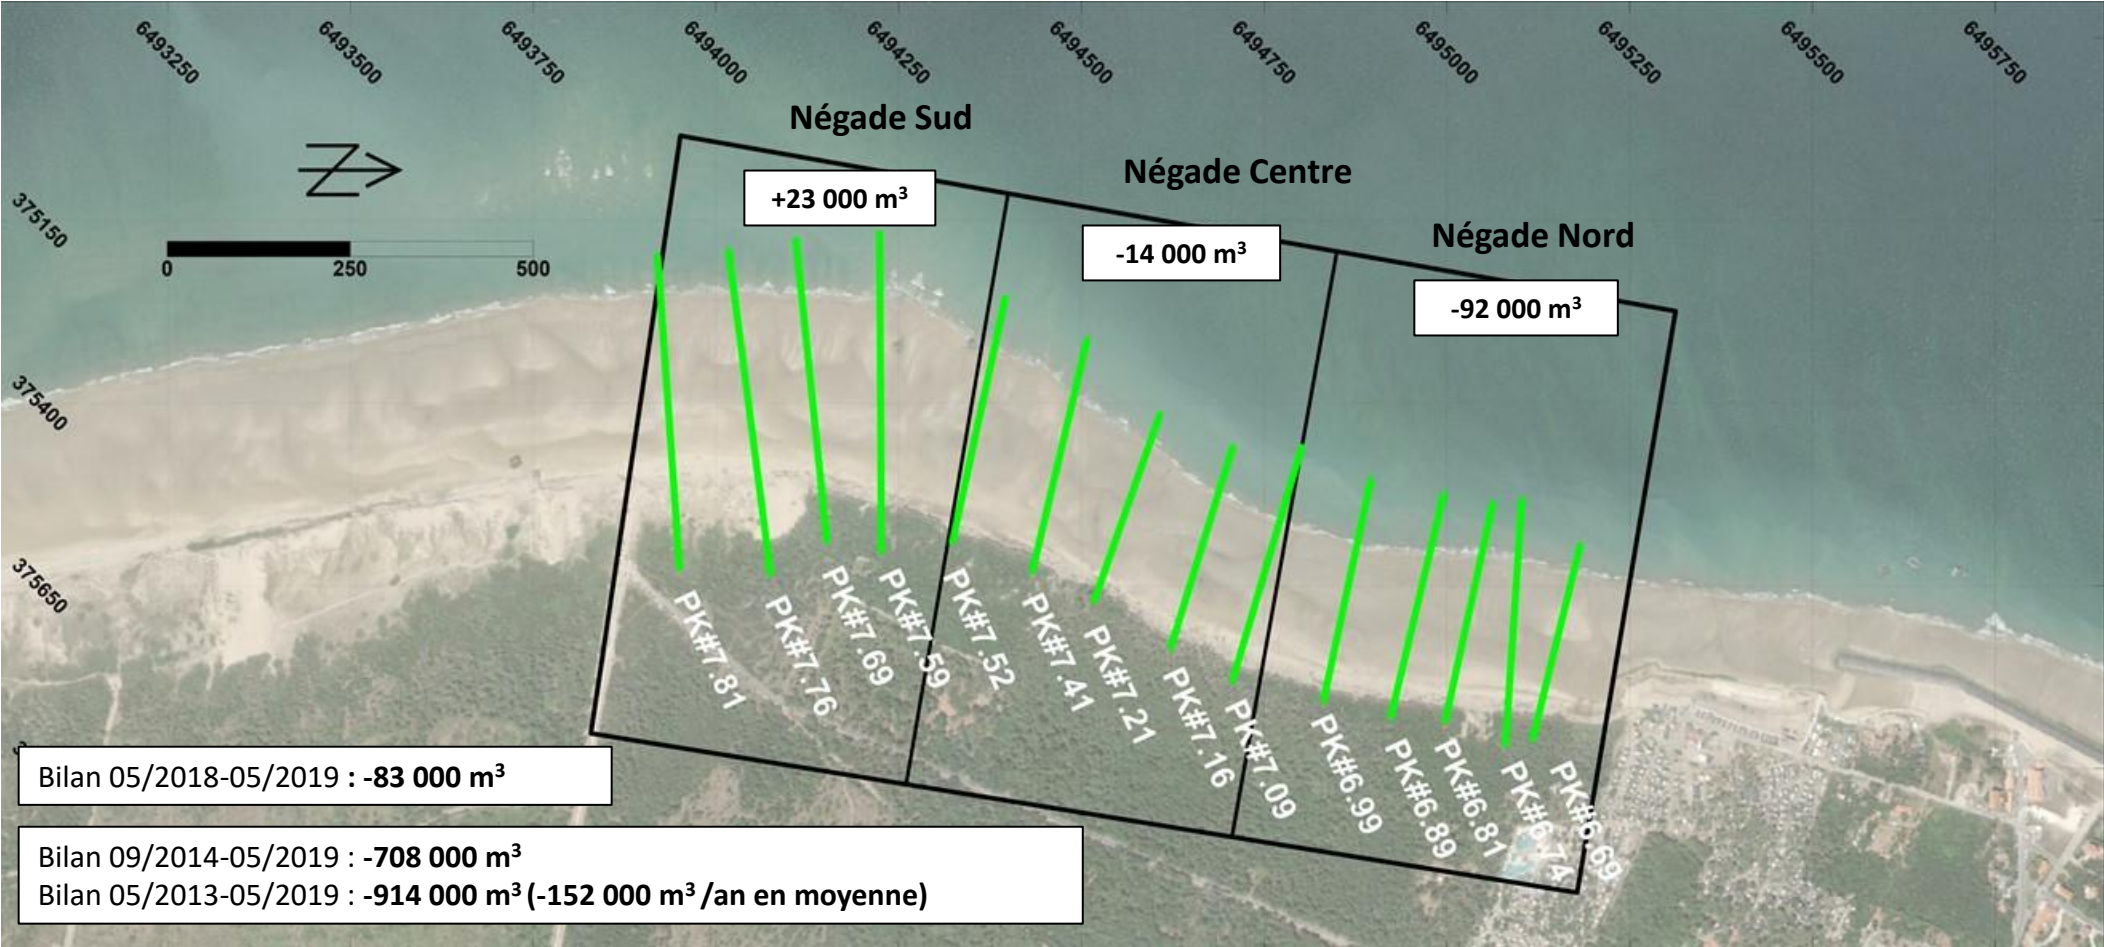 6493250
6493500
6493750
6494000
6494250
6494500
6494750
6495000
6495250
6495500
6495750
Négade Sud
+23 000 m³
Négade Centre
-14 000 m³
Négade Nord
-92 000 m³
N
0 250 500
375150
375400
375650
PK#7.81
PK#7.76
PK#7.69
PK#7.59
PK#7.52
PK#7.41
PK#7.21
PK#7.16
PK#7.09
PK#6.99
PK#6.89
PK#6.81
PK#6.74
PK#6.69
Bilan 05/2018-05/2019 : -83 000 m³
Bilan 09/2014-05/2019 : -708 000 m³
Bilan 05/2013-05/2019 : -914 000 m³ (-152 000 m³ /an en moyenne)